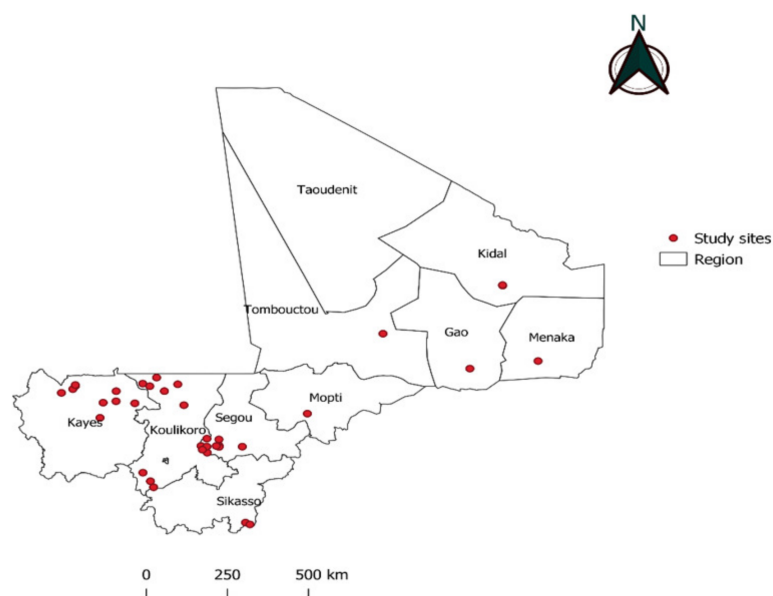 N
Taoudenit
Kidal
Study sites
Region
Tombouctou
Gao
Menaka
Mopti
Segou
Kayes
Koulikoro
Sikasso
0 250 500 km